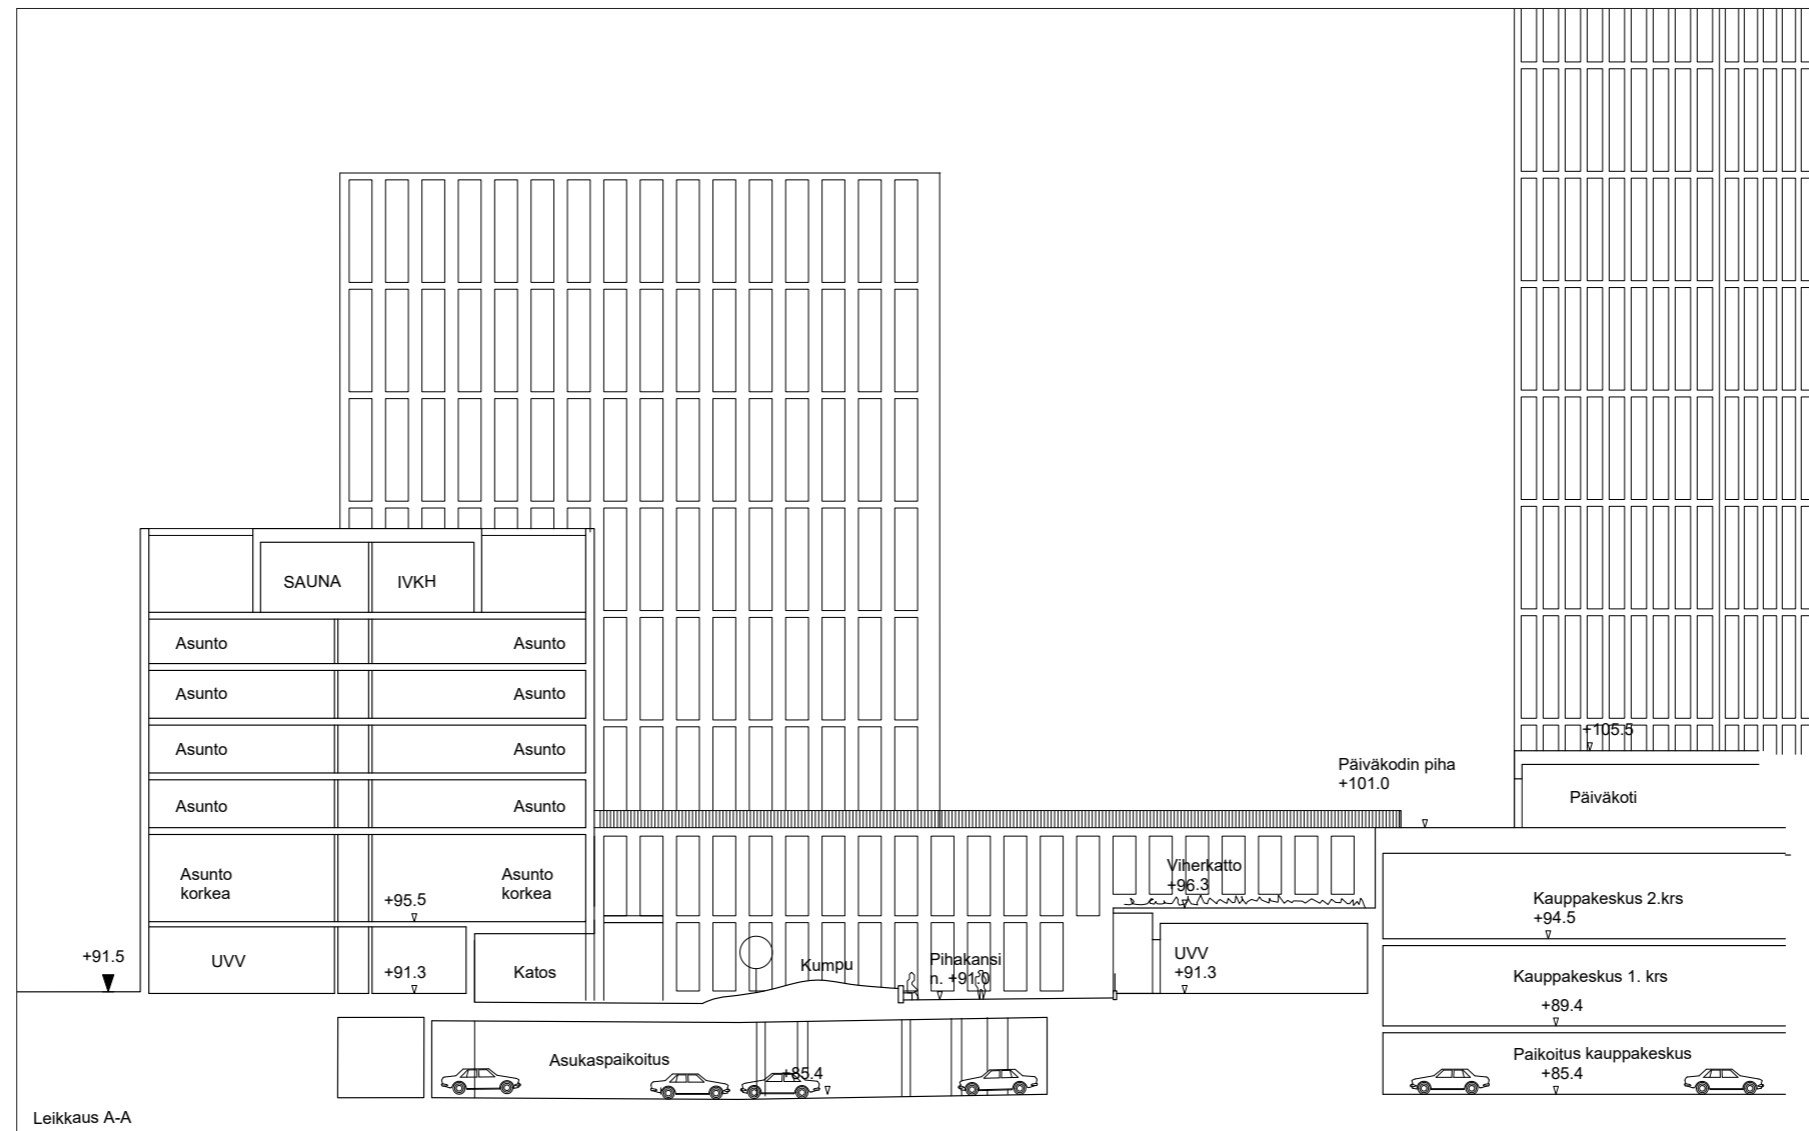 SAUNA
IVKH
Asunto
Asunto
Asunto
Asunto
Asunto
Asunto
Asunto
Asunto
Asunto
korkea
Asunto
korkea
+95.5
+91.5
UVV
+91.3
Katos
Kumpu
Pihakansi
n. +91.0
Viherkatto
+96.3
UVV
+91.3
Päiväkodin piha
+101.0
+105.5
Päiväkoti
Kauppakeskus 2.krs
+94.5
Kauppakeskus 1. krs
+89.4
Paikoitus kauppakeskus
+85.4
Asukaspaikoitus
+85.4
Leikkaus A-A